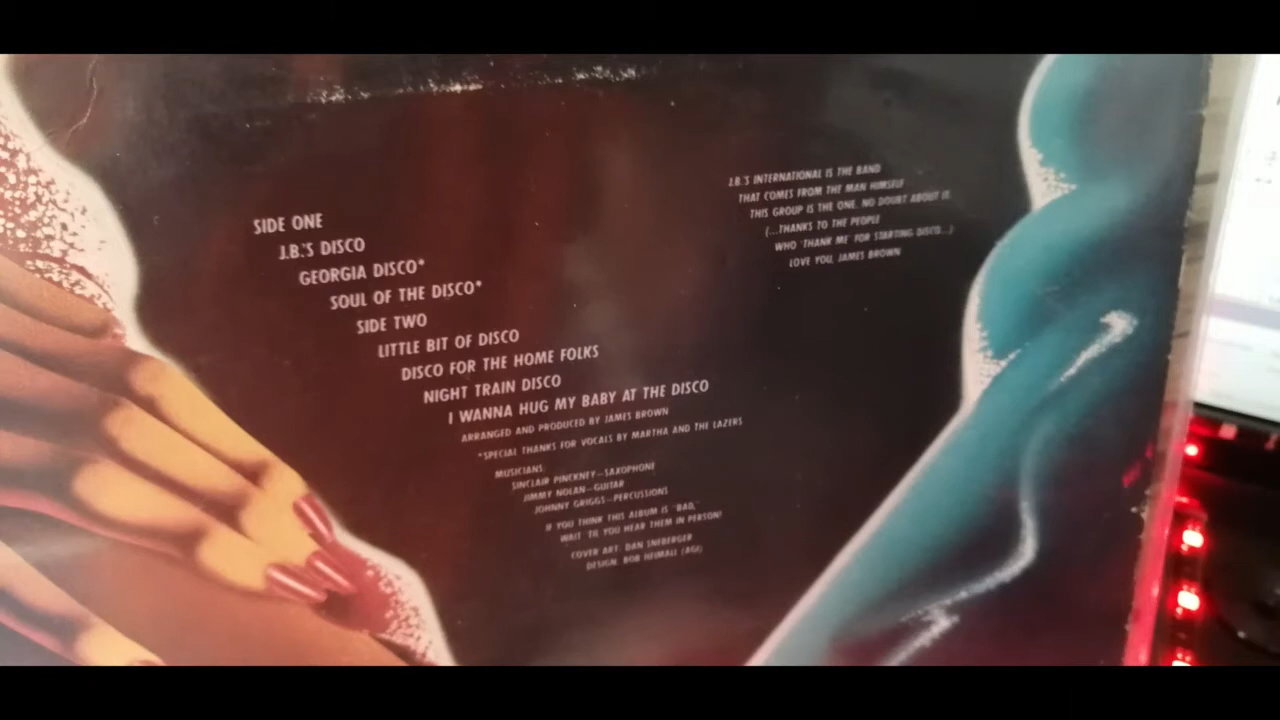 SIDE ONE
J.B.'S DISCO
GEORGIA DISCO*
SOUL OF THE DISCO*
SIDE TWO
LITTLE BIT OF DISCO
DISCO FOR THE HOME FOLKS
NIGHT TRAIN DISCO
I WANNA HUG MY BABY AT THE DISCO
ARRANGED AND PRODUCED BY JAMES BROWN
*SPECIAL THANKS FOR VOCALS BY MARTHA AND THE LAZERS
MUSICIANS:
SINCLAIR PINCKNEY—SAXOPHONE
JIMMY NOLAN—GUITAR
JOHNNY GRIGGS—PERCUSSIONS
IF YOU THINK THIS ALBUM IS "BAD,"
WAIT 'TIL YOU HEAR THEM IN PERSON!
COVER ART: DAN SNEBERGER
DESIGN: BOB HEIMALL (AGI)
J.B.'S INTERNATIONAL IS THE BAND
THAT COMES FROM THE MAN HIMSELF
THIS GROUP IS THE ONE, NO DOUBT ABOUT IT.
(...THANKS TO THE PEOPLE
WHO 'THANK ME' FOR STARTING DISCO...)
LOVE YOU, JAMES BROWN